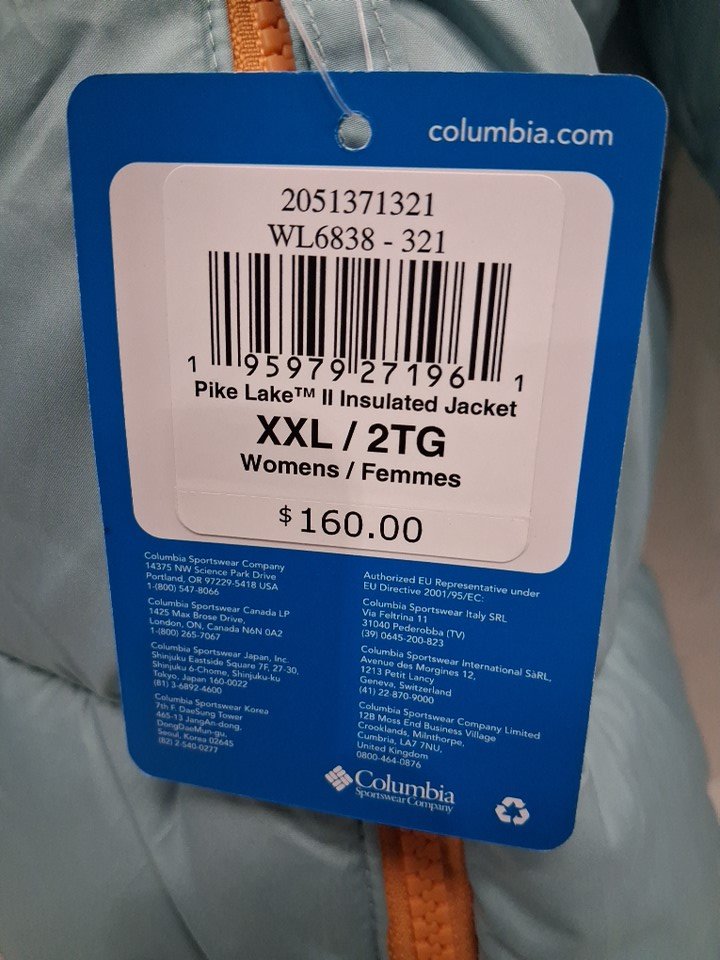 columbia.com
2051371321
WL6838 - 321
1 95979 27196 1
Pike Lake™ II Insulated Jacket
XXL / 2TG
Womens / Femmes
$160.00
Columbia Sportswear Company
14375 NW Science Park Drive
Portland, OR 97229-5418 USA
1-(800) 547-8066
Columbia Sportswear Canada LP
1425 Max Brose Drive,
London, ON, Canada N6N 0A2
1-(800) 265-7067
Columbia Sportswear Japan, Inc.
Shinjuku Eastside Square 7F, 27-30,
Shinjuku 6-Chome, Shinjuku-ku
Tokyo, Japan 160-0022
(81) 3-6892-4600
Columbia Sportswear Korea
7th F. DaeSung Tower
465-13 JangAn-dong,
DongDaeMun-gu,
Seoul, Korea 02645
(82) 2-540-0277
Authorized EU Representative under
EU Directive 2001/95/EC:
Columbia Sportswear Italy SRL
Via Feltrina 11
31040 Pederobba (TV)
(39) 0645-200-823
Columbia Sportswear International SàRL,
Avenue des Morgines 12,
1213 Petit Lancy
Geneva, Switzerland
(41) 22-870-9000
Columbia Sportswear Company Limited
12B Moss End Business Village
Crooklands, Milnthorpe,
Cumbria, LA7 7NU,
United Kingdom
0800-464-0876
Columbia
Sportswear Company